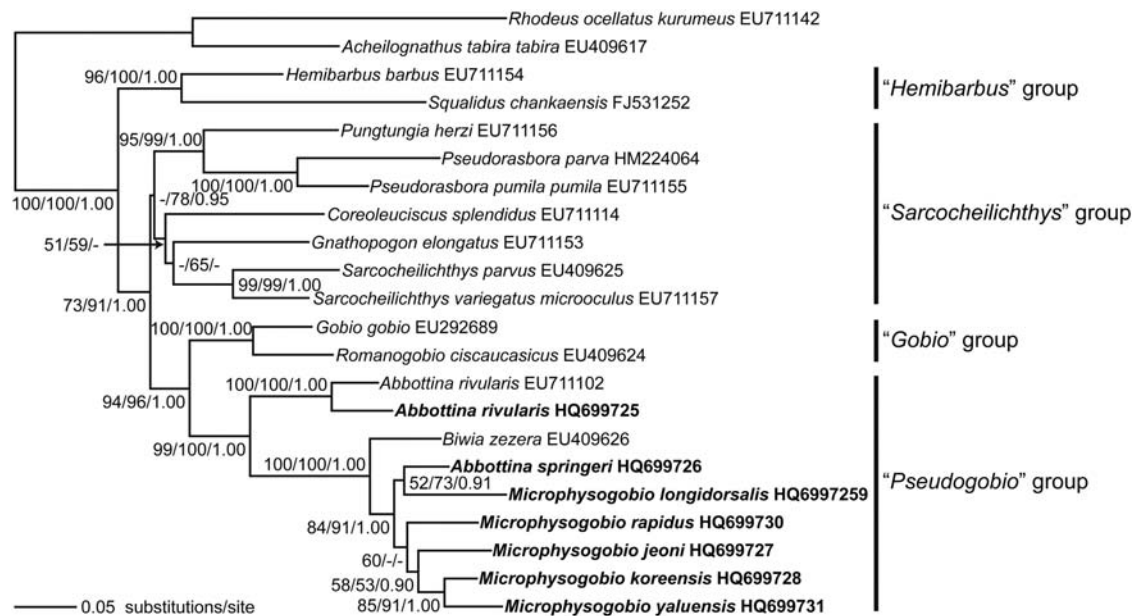 Rhodeus ocellatus kurumeus EU711142
Acheilognathus tabira tabira EU409617
96/100/1.00
Hemibarbus barbus EU711154
Squalidus chankaensis FJ531252
"Hemibarbus" group
95/99/1.00
Pungtungia herzi EU711156
Pseudorasbora parva HM224064
100/100/1.00
Pseudorasbora pumila pumila EU711155
-/78/0.95
100/100/1.00
Coreoleuciscus splendidus EU711114
"Sarcocheilichthys" group
51/59/-
Gnathopogon elongatus EU711153
-/65/-
Sarcocheilichthys parvus EU409625
99/99/1.00
Sarcocheilichthys variegatus microoculus EU711157
73/91/1.00
100/100/1.00
Gobio gobio EU292689
Romanogobio ciscaucasicus EU409624
"Gobio" group
100/100/1.00
Abbottina rivularis EU711102
94/96/1.00
Abbottina rivularis HQ699725
99/100/1.00
Biwia zezera EU409626
100/100/1.00
Abbottina springeri HQ699726
52/73/0.91
Microphysogobio longidorsalis HQ6997259
"Pseudogobio" group
84/91/1.00
Microphysogobio rapidus HQ699730
60/-/-
Microphysogobio jeoni HQ699727
58/53/0.90
Microphysogobio koreensis HQ699728
85/91/1.00
Microphysogobio yaluensis HQ699731
0.05 substitutions/site